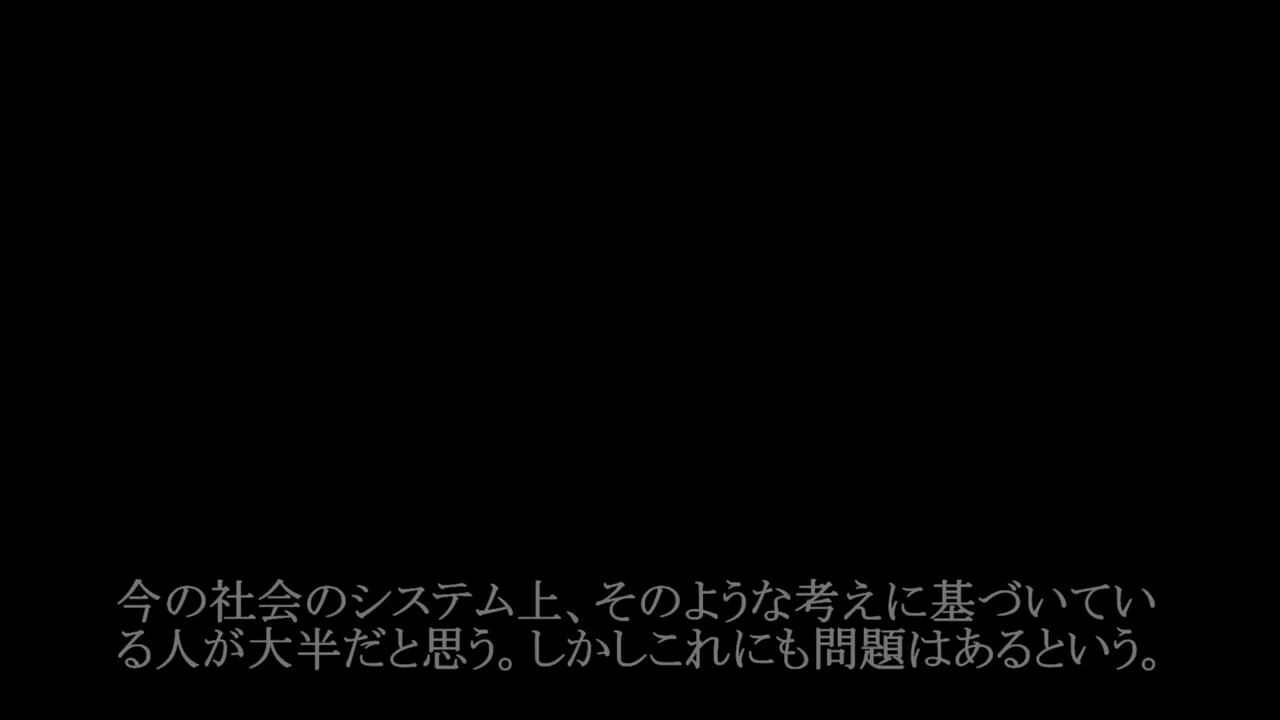 今の社会のシステム上、そのような考えに基づいてい
る人が大半だと思う。しかしこれにも問題はあるという。